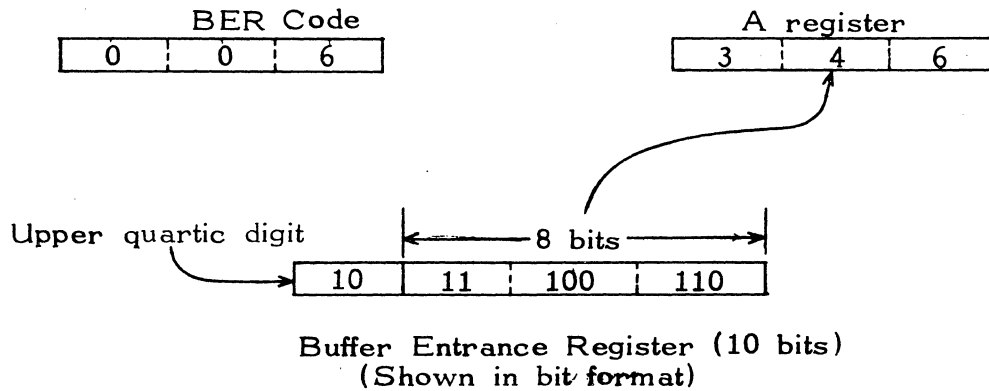 BER Code
0 0 6
A register
3 4 6
Upper quartic digit
8 bits
10 11 100 110
Buffer Entrance Register (10 bits)
(Shown in bit format)